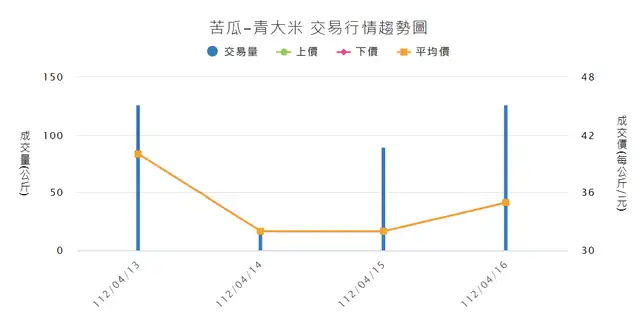 苦瓜-青大米 交易行情趨勢圖
交易量 上價 下價 平均價
150 48
100 42
50 36
0 30
成交量(公斤)
成交價(每公斤/元)
112/04/13 112/04/14 112/04/15 112/04/16